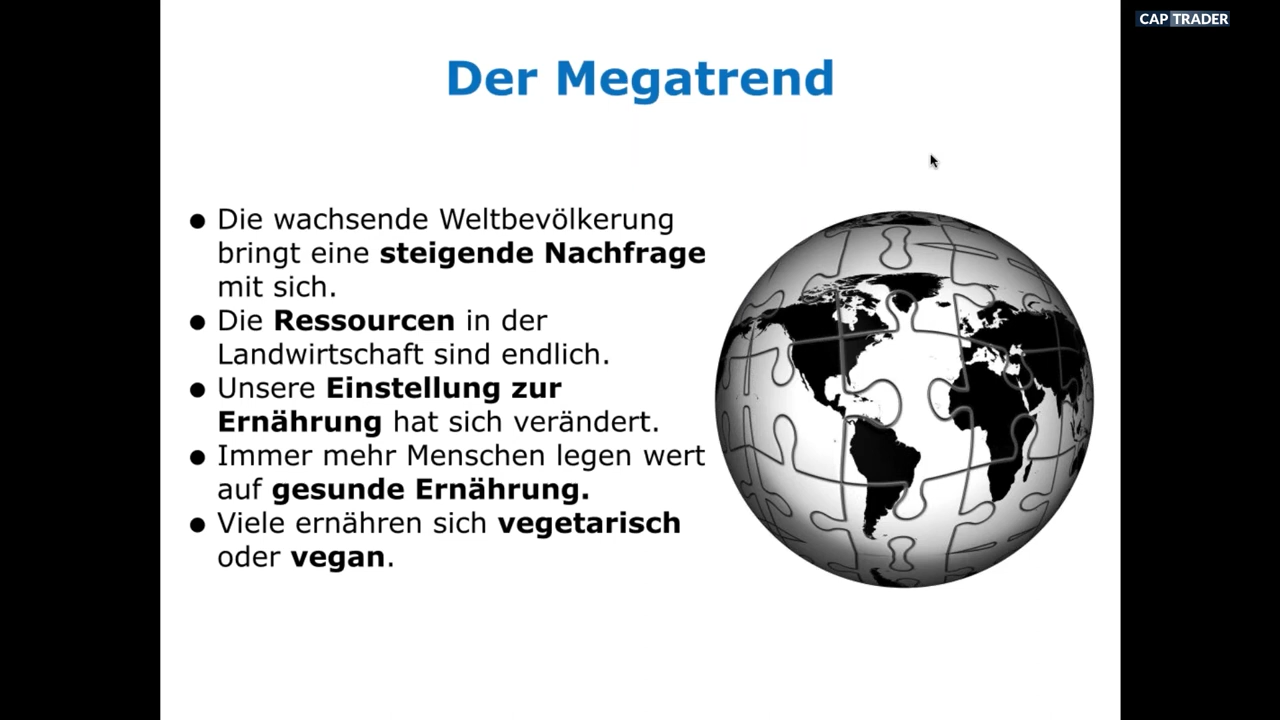 CAP TRADER
Der Megatrend
● Die wachsende Weltbevölkerung
bringt eine steigende Nachfrage
mit sich.
● Die Ressourcen in der
Landwirtschaft sind endlich.
● Unsere Einstellung zur
Ernährung hat sich verändert.
● Immer mehr Menschen legen wert
auf gesunde Ernährung.
● Viele ernähren sich vegetarisch
oder vegan.